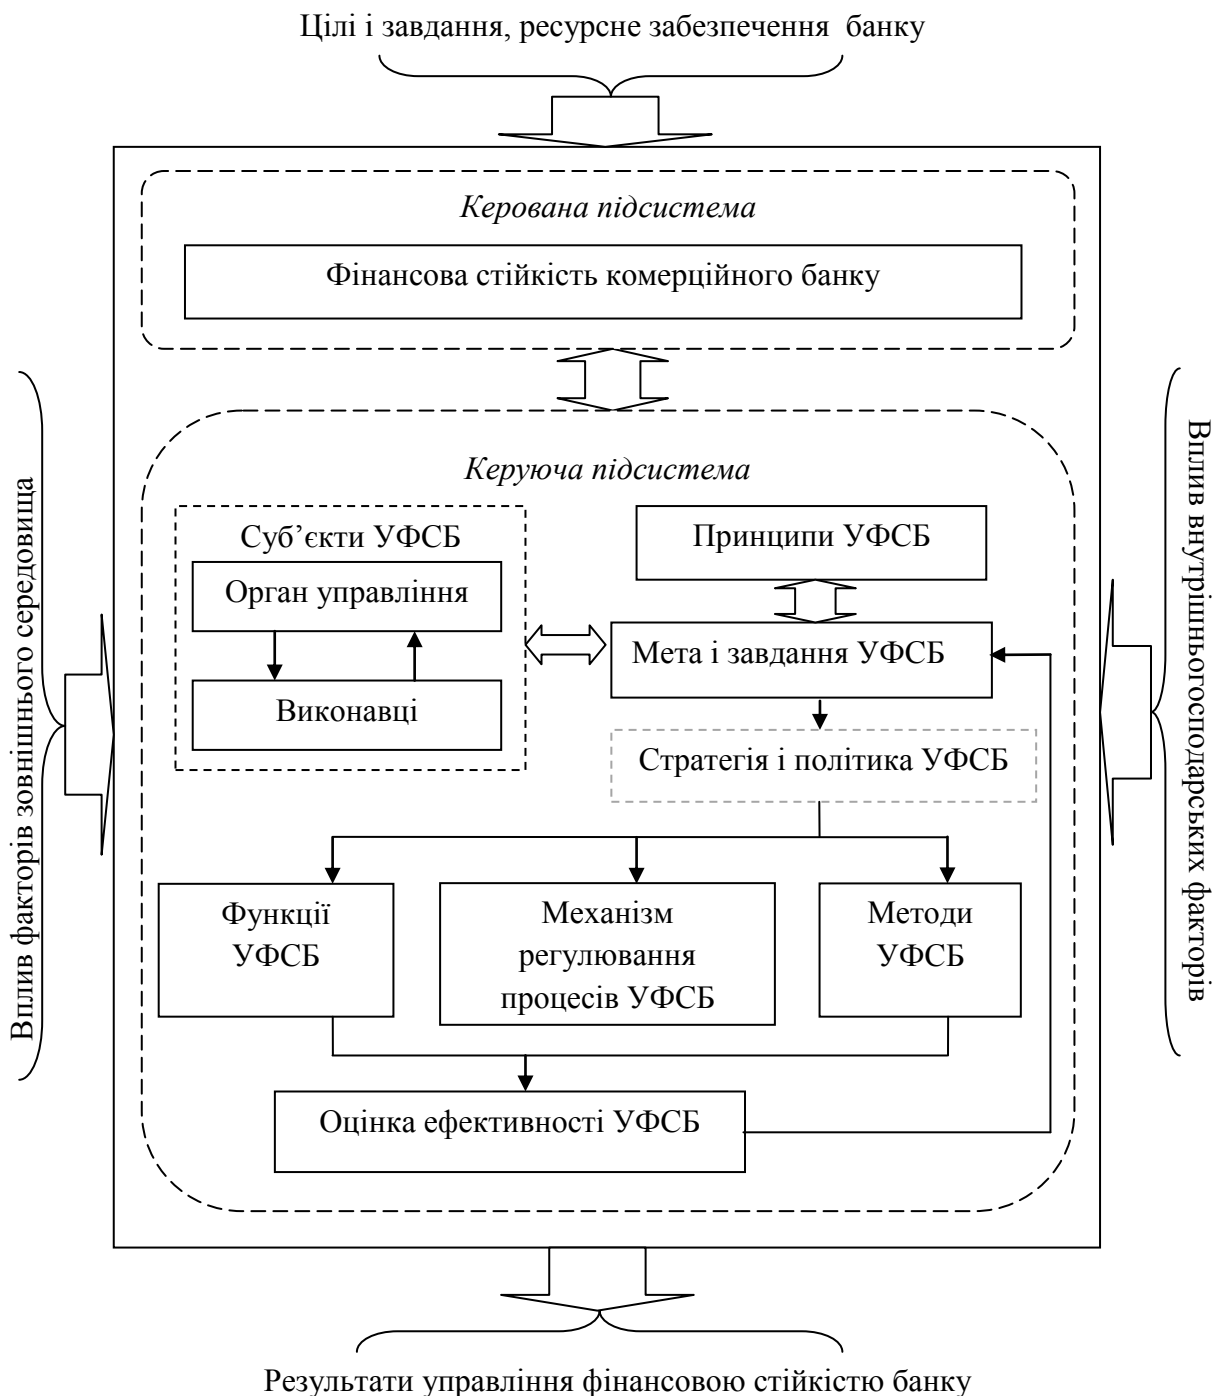 Цілі і завдання, ресурсне забезпечення банку
Керована підсистема
Фінансова стійкість комерційного банку
Вплив факторів зовнішнього середовища
Вплив внутрішньогосподарських факторів
Керуюча підсистема
Суб’єкти УФСБ
Орган управління
Виконавці
Принципи УФСБ
Мета і завдання УФСБ
Стратегія і політика УФСБ
Функції
УФСБ
Механізм
регулювання
процесів УФСБ
Методи
УФСБ
Оцінка ефективності УФСБ
Результати управління фінансовою стійкістю банку